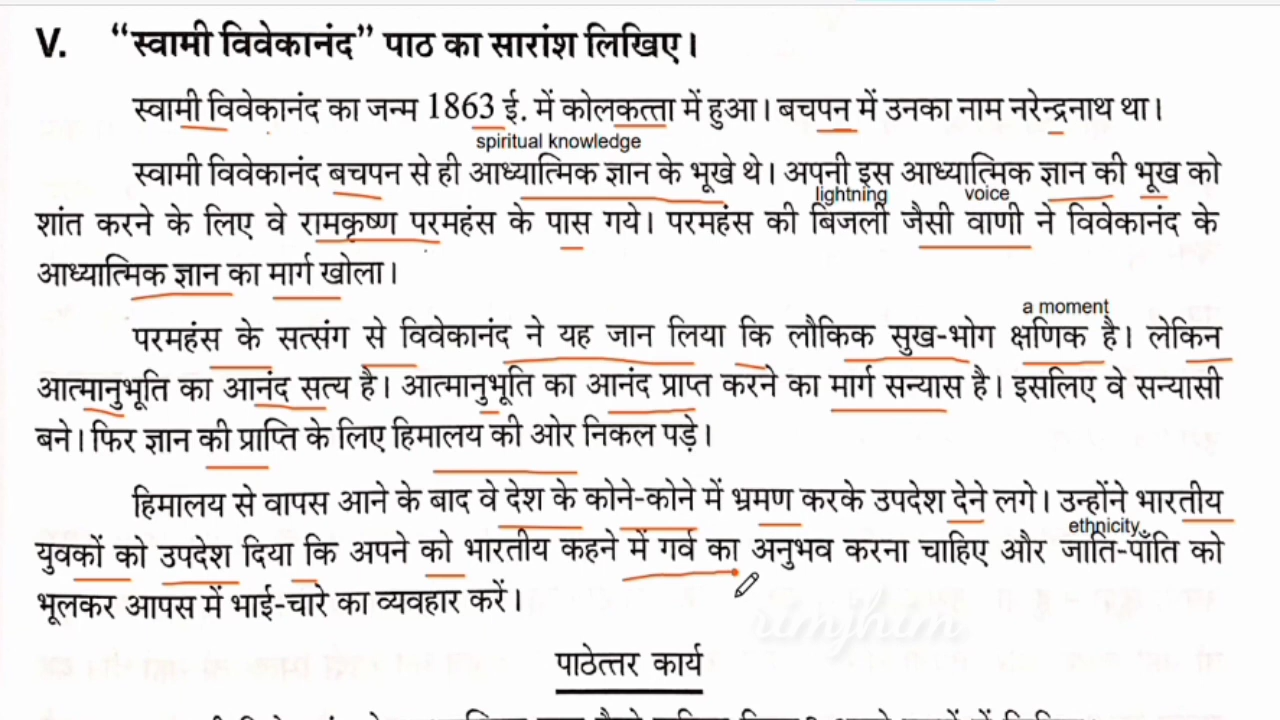 V. “स्वामी विवेकानंद” पाठ का सारांश लिखिए।
स्वामी विवेकानंद का जन्म 1863 ई. में कोलकत्ता में हुआ। बचपन में उनका नाम नरेन्द्रनाथ था।
spiritual knowledge
स्वामी विवेकानंद बचपन से ही आध्यात्मिक ज्ञान के भूखे थे। अपनी इस आध्यात्मिक ज्ञान की भूख को
lightning voice
शांत करने के लिए वे रामकृष्ण परमहंस के पास गये। परमहंस की बिजली जैसी वाणी ने विवेकानंद के
आध्यात्मिक ज्ञान का मार्ग खोला।
a moment
परमहंस के सत्संग से विवेकानंद ने यह जान लिया कि लौकिक सुख-भोग क्षणिक है। लेकिन
आत्मानुभूति का आनंद सत्य है। आत्मानुभूति का आनंद प्राप्त करने का मार्ग सन्यास है। इसलिए वे सन्यासी
बने। फिर ज्ञान की प्राप्ति के लिए हिमालय की ओर निकल पड़े।
हिमालय से वापस आने के बाद वे देश के कोने-कोने में भ्रमण करके उपदेश देने लगे। उन्होंने भारतीय
ethnicity
युवकों को उपदेश दिया कि अपने को भारतीय कहने में गर्व का अनुभव करना चाहिए और जाति-पाँति को
भूलकर आपस में भाई-चारे का व्यवहार करें।
rimjhim
पाठेत्तर कार्य